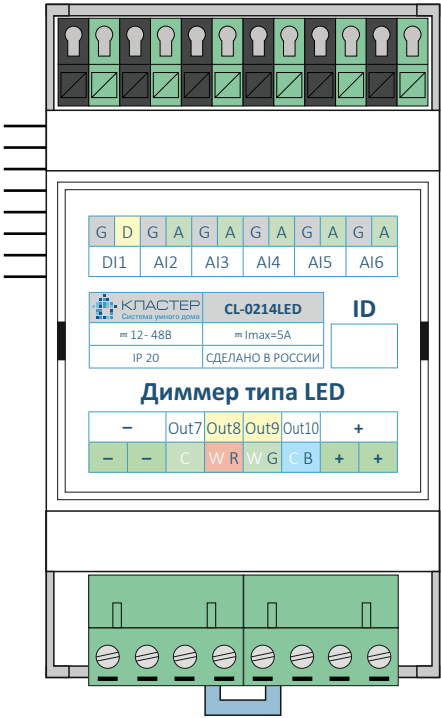 G D G A G A G A G A G A
DI1 AI2 AI3 AI4 AI5 AI6
КЛАСТЕР CL-0214LED ID
Система умного дома
⎓ 12- 48В ⎓ Imax=5A
IP 20 СДЕЛАНО В РОССИИ
Диммер типа LED
– Out7 Out8 Out9 Out10 +
– – C W R W G C B + +